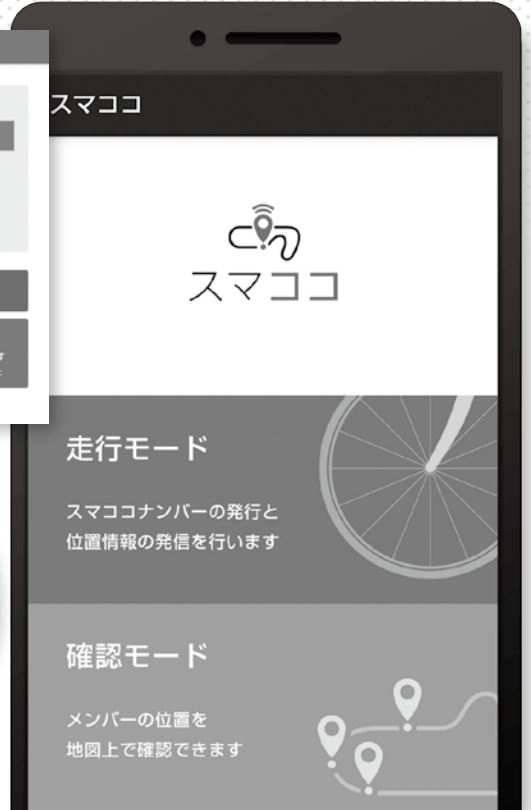 スマココ
スマココ
走行モード
スマココナンバーの発行と
位置情報の発信を行います
確認モード
メンバーの位置を
地図上で確認できます